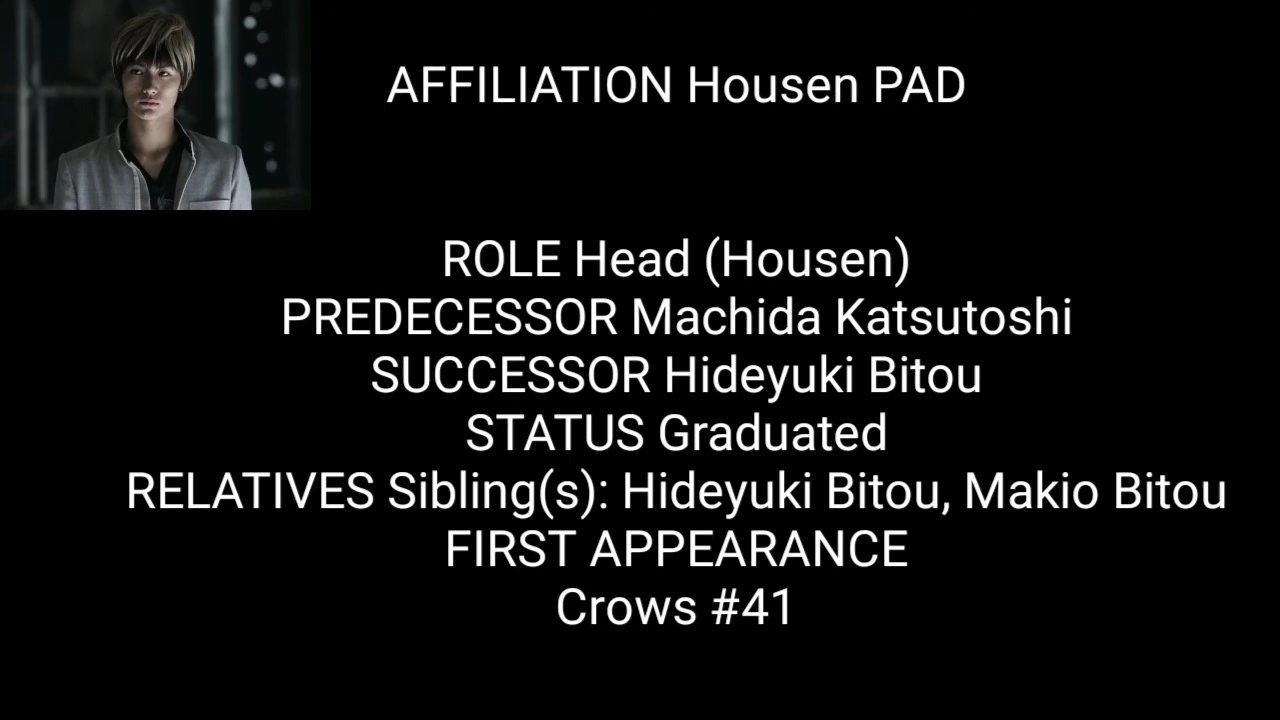 AFFILIATION Housen PAD
ROLE Head (Housen)
PREDECESSOR Machida Katsutoshi
SUCCESSOR Hideyuki Bitou
STATUS Graduated
RELATIVES Sibling(s): Hideyuki Bitou, Makio Bitou
FIRST APPEARANCE
Crows #41